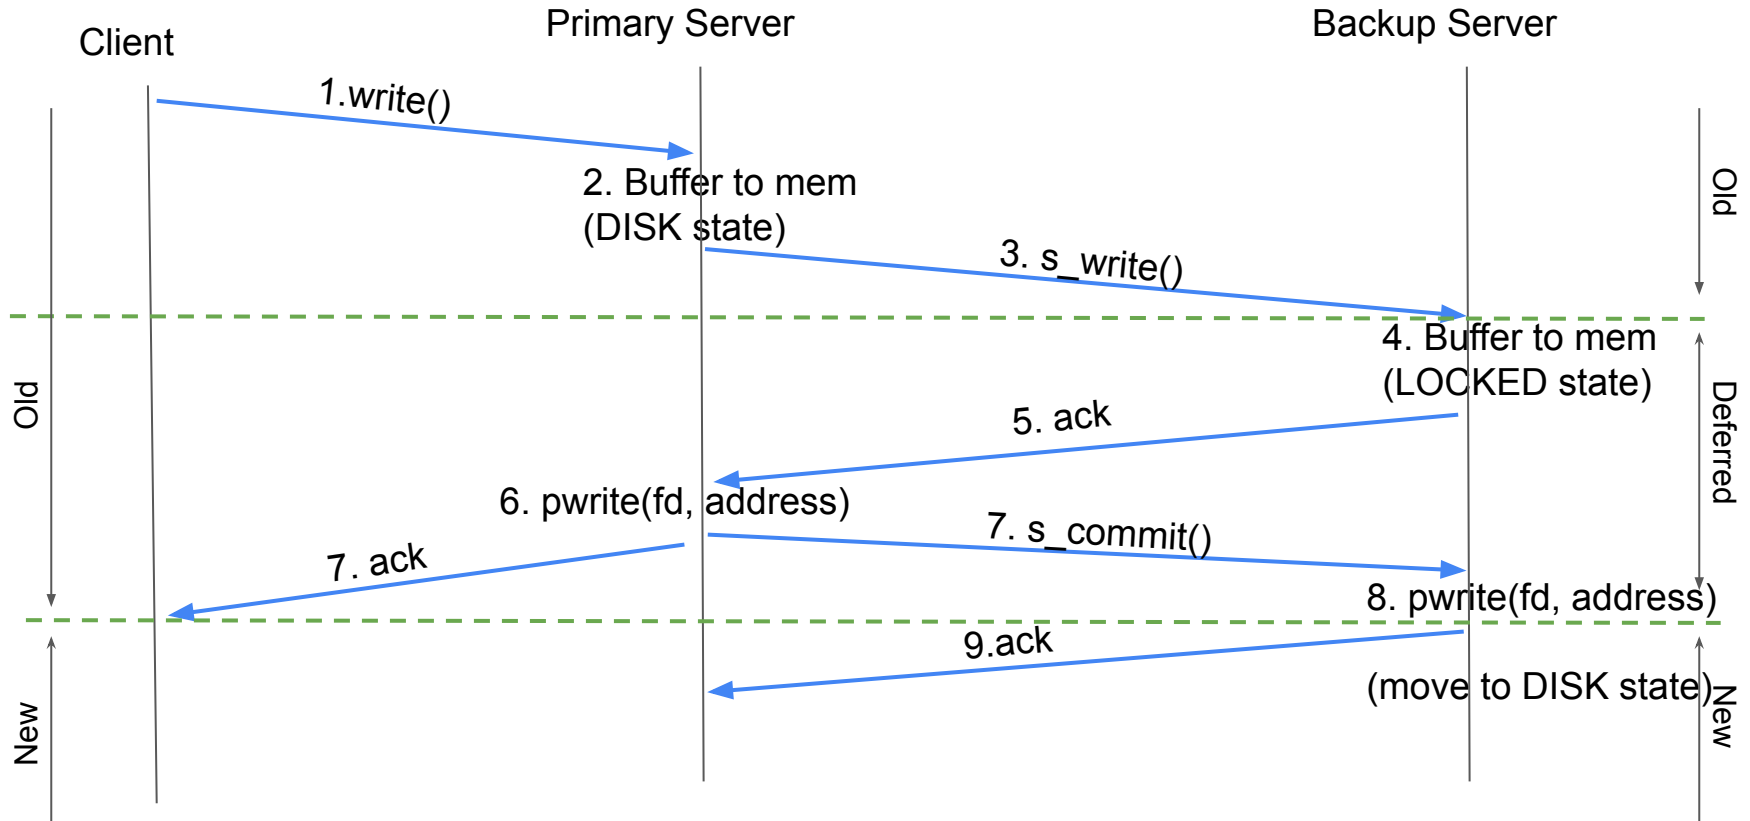 Client
Primary Server
Backup Server
1.write()
2. Buffer to mem
(DISK state)
3. s_write()
Old
4. Buffer to mem
(LOCKED state)
5. ack
Old
Deferred
6. pwrite(fd, address)
7. s_commit()
7. ack
8. pwrite(fd, address)
9.ack
(move to DISK state)
New
New